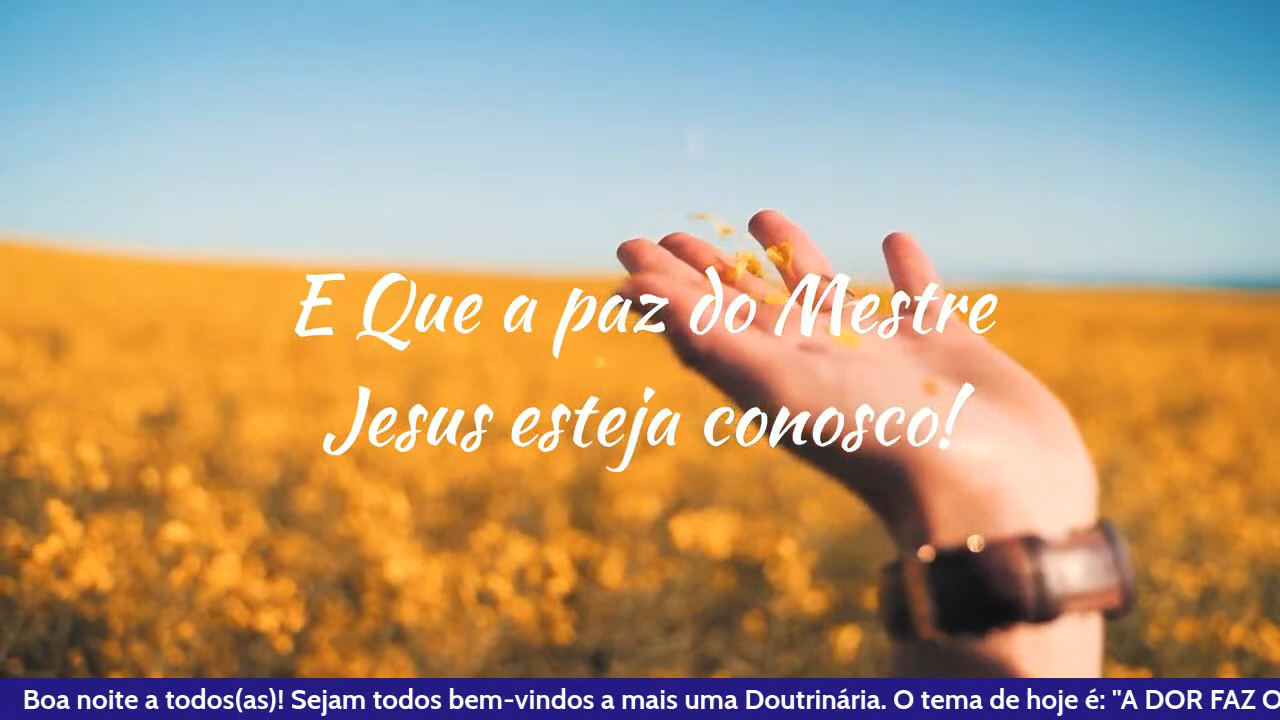 E Que a paz do Mestre
Jesus esteja conosco!
Boa noite a todos(as)! Sejam todos bem-vindos a mais uma Doutrinária. O tema de hoje é: "A DOR FAZ O